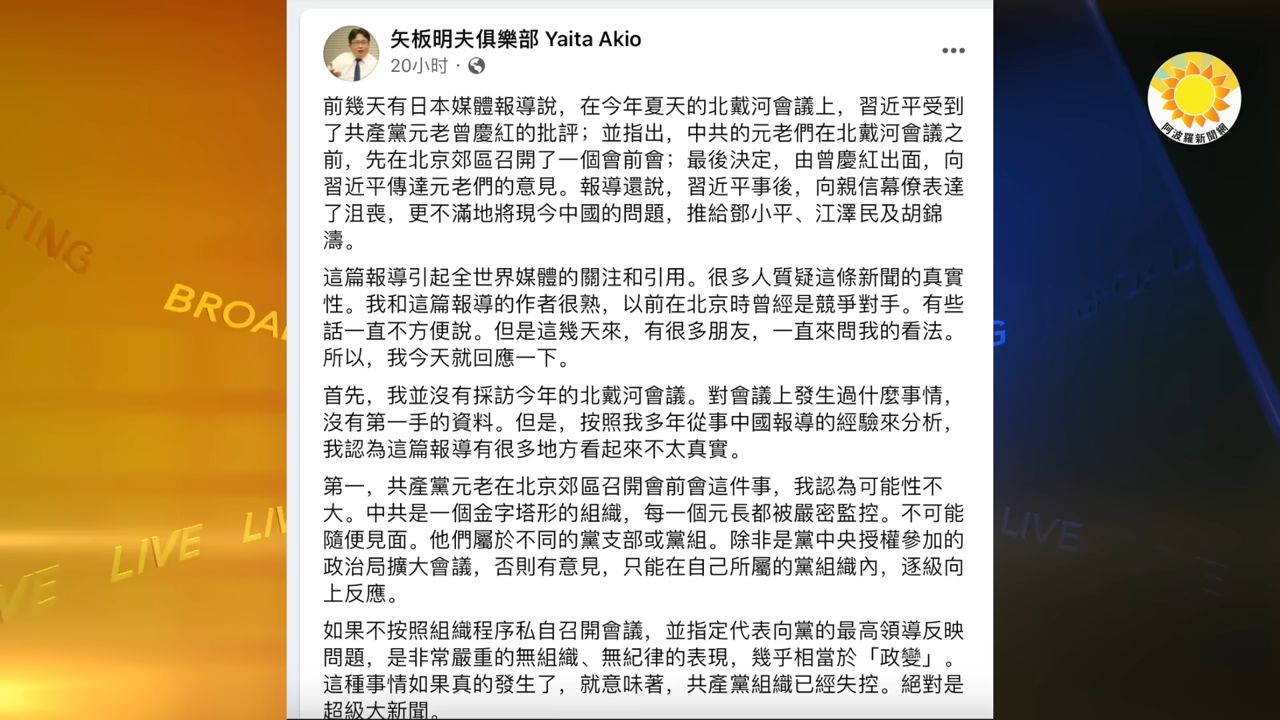 矢板明夫俱樂部 Yaita Akio
20小时
前幾天有日本媒體報導說，在今年夏天的北戴河會議上，習近平受到
了共產黨元老曾慶紅的批評；並指出，中共的元老們在北戴河會議之
前，先在北京郊區召開了一個會前會；最後決定，由曾慶紅出面，向
習近平傳達元老們的意見。報導還說，習近平事後，向親信幕僚表達
了沮喪，更不滿地將現今中國的問題，推給鄧小平、江澤民及胡錦
濤。
這篇報導引起全世界媒體的關注和引用。很多人質疑這條新聞的真實
性。我和這篇報導的作者很熟，以前在北京時曾經是競爭對手。有些
話一直不方便說。但是這幾天來，有很多朋友，一直來問我的看法。
所以，我今天就回應一下。
首先，我並沒有採訪今年的北戴河會議。對會議上發生過什麼事情，
沒有第一手的資料。但是，按照我多年從事中國報導的經驗來分析，
我認為這篇報導有很多地方看起來不太真實。
第一，共產黨元老在北京郊區召開會前會這件事，我認為可能性不
大。中共是一個金字塔形的組織，每一個元長都被嚴密監控。不可能
隨便見面。他們屬於不同的黨支部或黨組。除非是黨中央授權參加的
政治局擴大會議，否則有意見，只能在自己所屬的黨組織內，逐級向
上反應。
如果不按照組織程序私自召開會議，並指定代表向黨的最高領導反映
問題，是非常嚴重的無組織、無紀律的表現，幾乎相當於「政變」。
這種事情如果真的發生了，就意味著，共產黨組織已經失控。絕對是
超級大新聞。
阿波羅新聞網
TING
BROA
LIVE
LIV
VE
G
LIVE